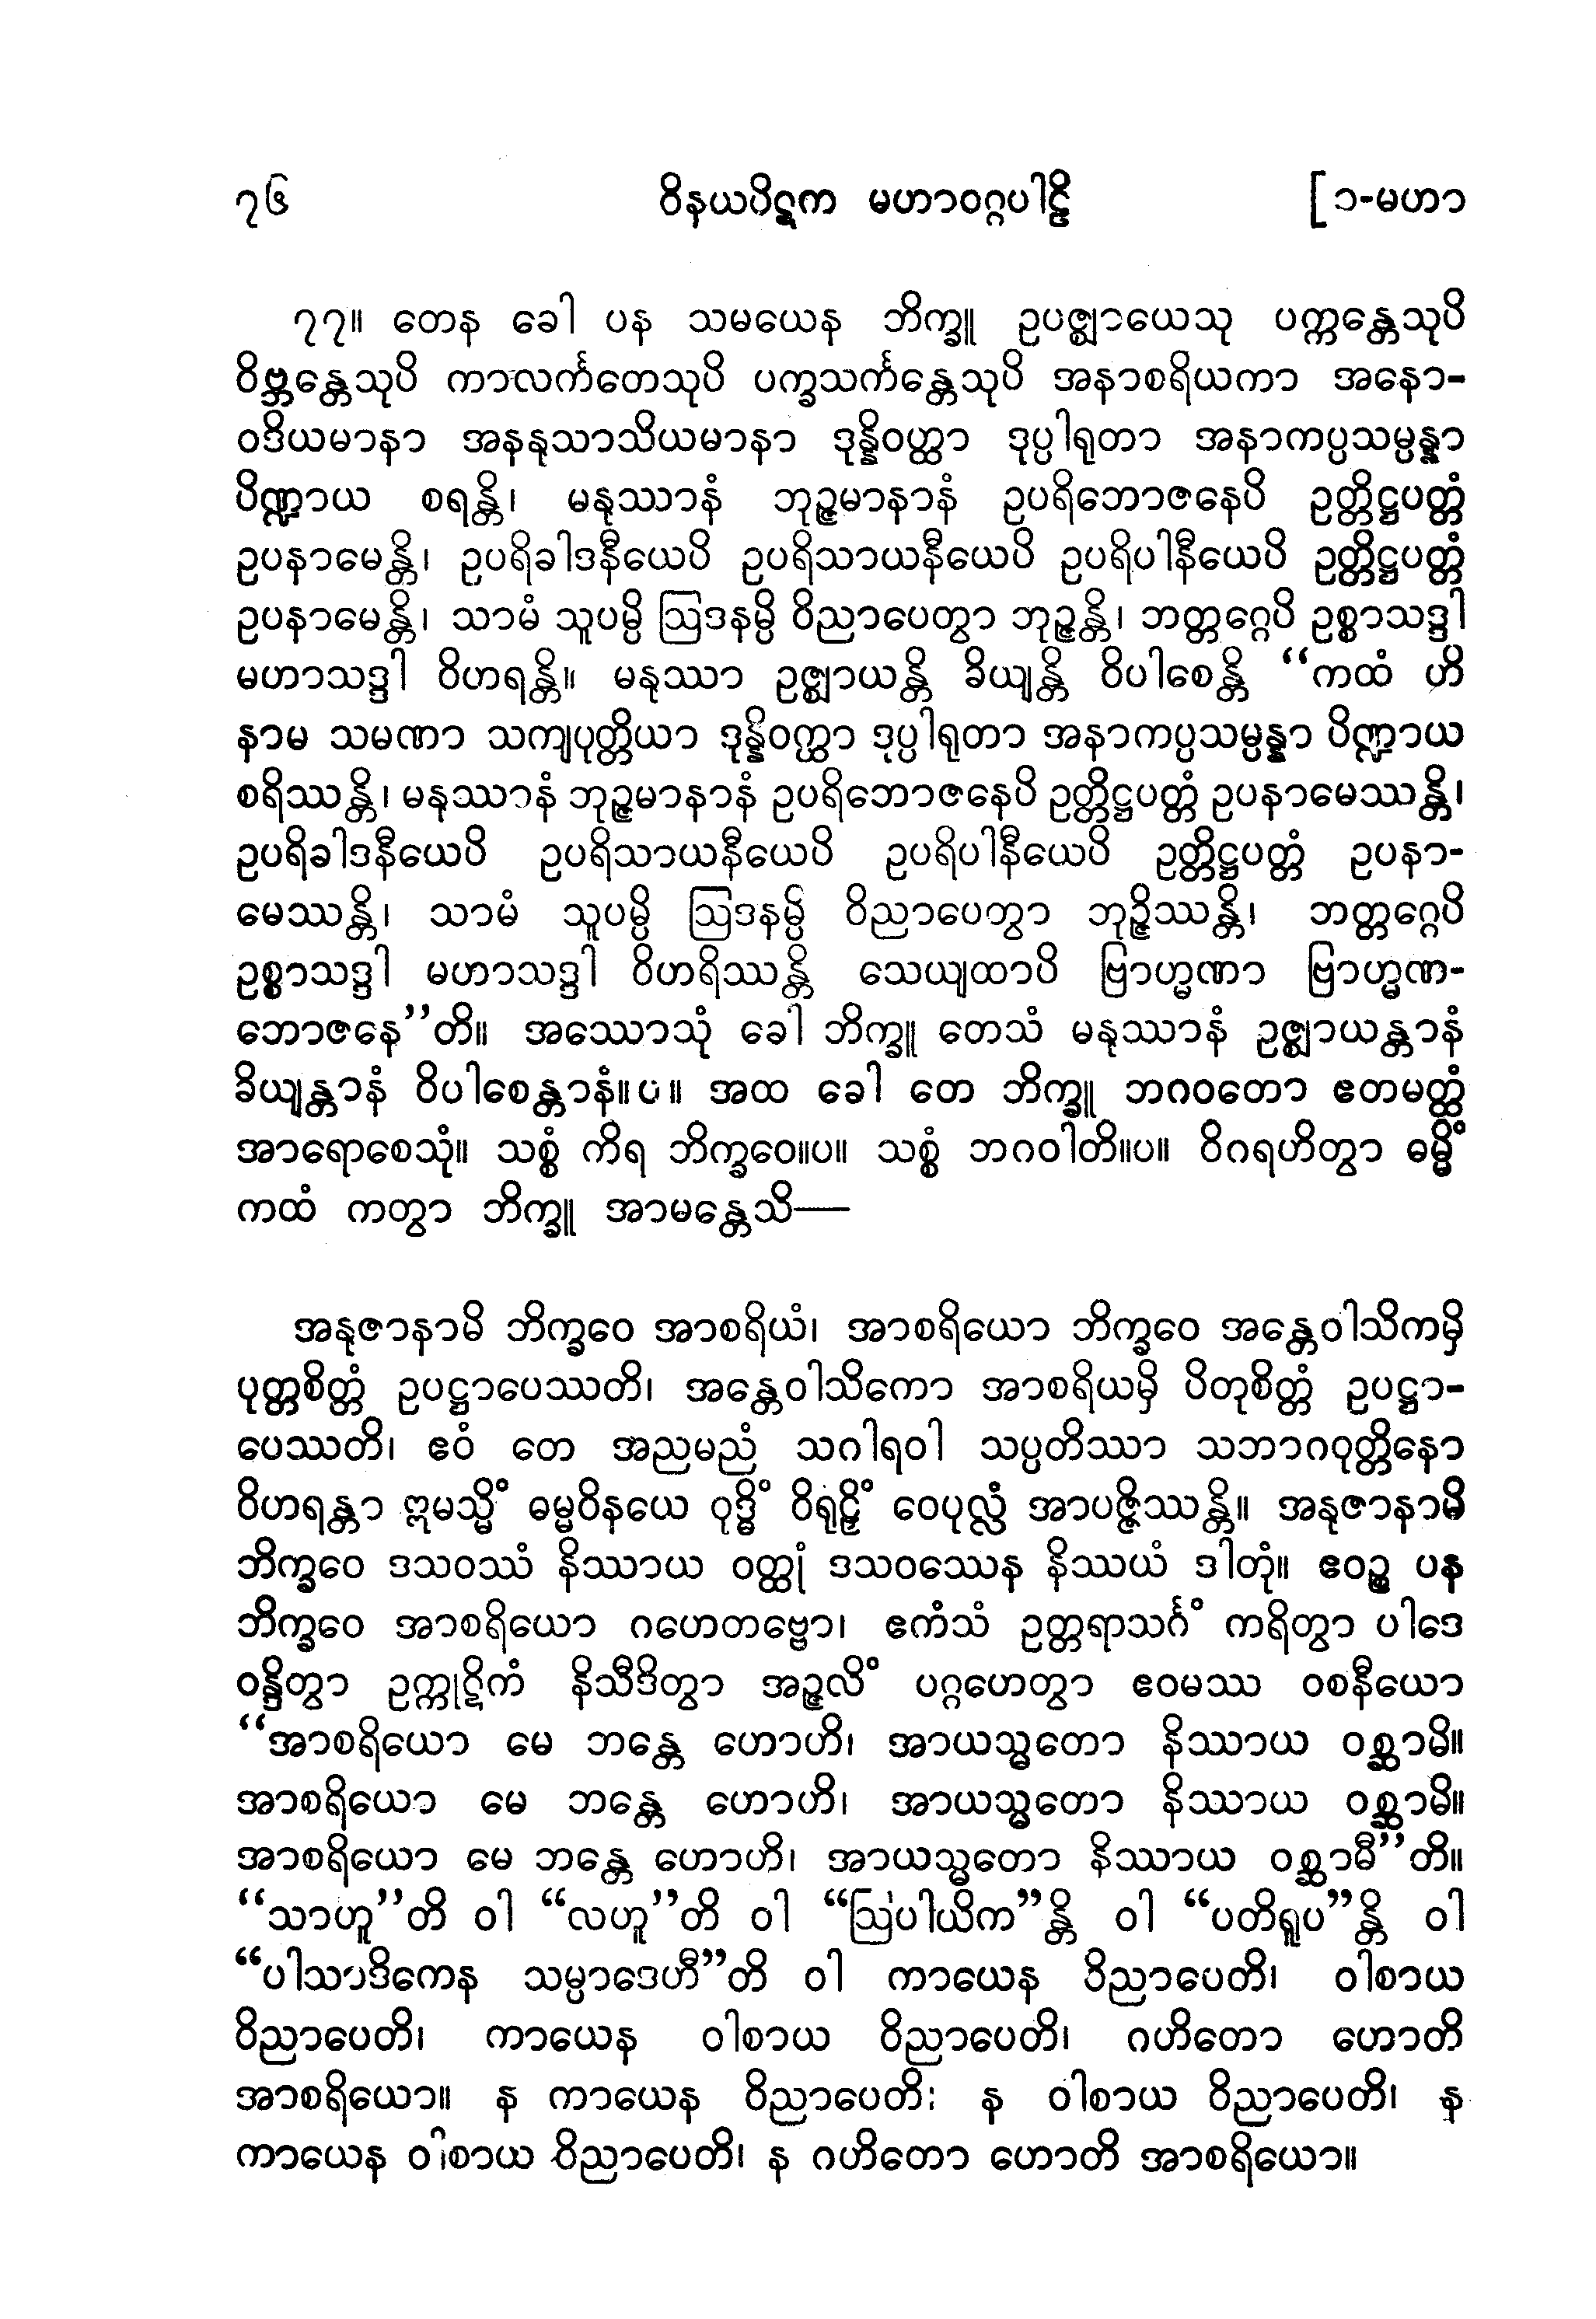 ၇၆ ဝိနယပိဋက မဟာဝဂ္ဂပါဠိ [ ၁-မဟာ
၇၇။ တေန ခေါ ပန သမယေန ဘိက္ခူ ဥပဇ္ဈာယေသု ပက္ကန္တေသုပိ
ဝိဗ္ဘန္တေသုပိ ကာလင်္ကတေသုပိ ပက္ခသင်္ကန္တေသုပိ အနာစရိယကာ အနော-
ဝဒိယမာနာ အနနုသာသိယမာနာ ဒုန္နိဝတ္ထာ ဒုပ္ပါရုတာ အနာကပ္ပသမ္ပန္နာ
ပိဏ္ဍာယ စရန္တိ၊ မနုဿာနံ ဘုဉ္ဇမာနာနံ ဥပရိဘောဇနေပိ ဥတ္တိဋ္ဌပတ္တံ
ဥပနာမေန္တိ၊ ဥပရိခါဒနီယေပိ ဥပရိသာယနီယေပိ ဥပရိပါနီယေပိ ဥတ္တိဋ္ဌပတ္တံ
ဥပနာမေန္တိ၊ သာမံ သူပမ္ပိ ဩဒနမ္ပိ ဝိညာပေတွာ ဘုဉ္ဇန္တိ၊ ဘတ္တဂ္ဂေပိ ဥစ္စာသဒ္ဒါ
မဟာသဒ္ဒါ ဝိဟရန္တိ။ မနုဿာ ဥဇ္ဈာယန္တိ ခိယျန္တိ ဝိပါစေန္တိ “ကထံ ဟိ
နာမ သမဏာ သကျပုတ္တိယာ ဒုန္နိဝတ္ထာ ဒုပ္ပါရုတာ အနာကပ္ပသမ္ပန္နာ ပိဏ္ဍာယ
စရိဿန္တိ၊ မနုဿာနံ ဘုဉ္ဇမာနာနံ ဥပရိဘောဇနေပိ ဥတ္တိဋ္ဌပတ္တံ ဥပနာမေဿန္တိ၊
ဥပရိခါဒနီယေပိ ဥပရိသာယနီယေပိ ဥပရိပါနီယေပိ ဥတ္တိဋ္ဌပတ္တံ ဥပနာ-
မေဿန္တိ၊ သာမံ သူပမ္ပိ ဩဒနမ္ပိ ဝိညာပေတွာ ဘုဉ္ဇိဿန္တိ၊ ဘတ္တဂ္ဂေပိ
ဥစ္စာသဒ္ဒါ မဟာသဒ္ဒါ ဝိဟရိဿန္တိ သေယျထာပိ ဗြာဟ္မဏာ ဗြာဟ္မဏ-
ဘောဇနေ”တိ။ အဿောသုံ ခေါ ဘိက္ခူ တေသံ မနုဿာနံ ဥဇ္ဈာယန္တာနံ
ခိယျန္တာနံ ဝိပါစေန္တာနံ။ပ။ အထ ခေါ တေ ဘိက္ခူ ဘဂဝတော ဧတမတ္ထံ
အာရောစေသုံ။ သစ္စံ ကိရ ဘိက္ခဝေ။ပ။ သစ္စံ ဘဂဝါတိ။ပ။ ဝိဂရဟိတွာ ဓမ္မိံ
ကထံ ကတွာ ဘိက္ခူ အာမန္တေသိ—
အနုဇာနာမိ ဘိက္ခဝေ အာစရိယံ၊ အာစရိယော ဘိက္ခဝေ အန္တေဝါသိကမှိ
ပုတ္တစိတ္တံ ဥပဋ္ဌာပေဿတိ၊ အန္တေဝါသိကော အာစရိယမှိ ပိတုစိတ္တံ ဥပဋ္ဌာ-
ပေဿတိ၊ ဧဝံ တေ အညမညံ သဂါရဝါ သပ္ပတိဿာ သဘာဂဝုတ္တိနော
ဝိဟရန္တာ ဣမသ္မိံ ဓမ္မဝိနယေ ဝုဒ္ဓိံ ဝိရုဠှိံ ဝေပုလ္လံ အာပဇ္ဇိဿန္တိ။ အနုဇာနာမိ
ဘိက္ခဝေ ဒသဝဿံ နိဿာယ ဝတ္ထုံ ဒသဝဿေန နိဿယံ ဒါတုံ။ ဧဝဉ္စ ပန
ဘိက္ခဝေ အာစရိယော ဂဟေတဗ္ဗော၊ ဧကံသံ ဥတ္တရာသင်္ဂံ ကရိတွာ ပါဒေ
ဝန္ဒိတွာ ဥက္ကုဋိကံ နိသီဒိတွာ အဉ္ဇလိံ ပဂ္ဂဟေတွာ ဧဝမဿ ဝစနီယော
“အာစရိယော မေ ဘန္တေ ဟောဟိ၊ အာယသ္မတော နိဿာယ ဝစ္ဆာမိ။
အာစရိယော မေ ဘန္တေ ဟောဟိ၊ အာယသ္မတော နိဿာယ ဝစ္ဆာမိ။
အာစရိယော မေ ဘန္တေ ဟောဟိ၊ အာယသ္မတော နိဿာယ ဝစ္ဆာမီ”တိ။
“သာဟူ”တိ ဝါ “လဟူ”တိ ဝါ “ဩပါယိက”န္တိ ဝါ “ပတိရူပ”န္တိ ဝါ
“ပါသာဒိကေန သမ္ပာဒေဟီ”တိ ဝါ ကာယေန ဝိညာပေတိ၊ ဝါစာယ
ဝိညာပေတိ၊ ကာယေန ဝါစာယ ဝိညာပေတိ၊ ဂဟိတော ဟောတိ
အာစရိယော။ န ကာယေန ဝိညာပေတိ၊ န ဝါစာယ ဝိညာပေတိ၊ န
ကာယေန ဝါစာယ ဝိညာပေတိ၊ န ဂဟိတော ဟောတိ အာစရိယော။